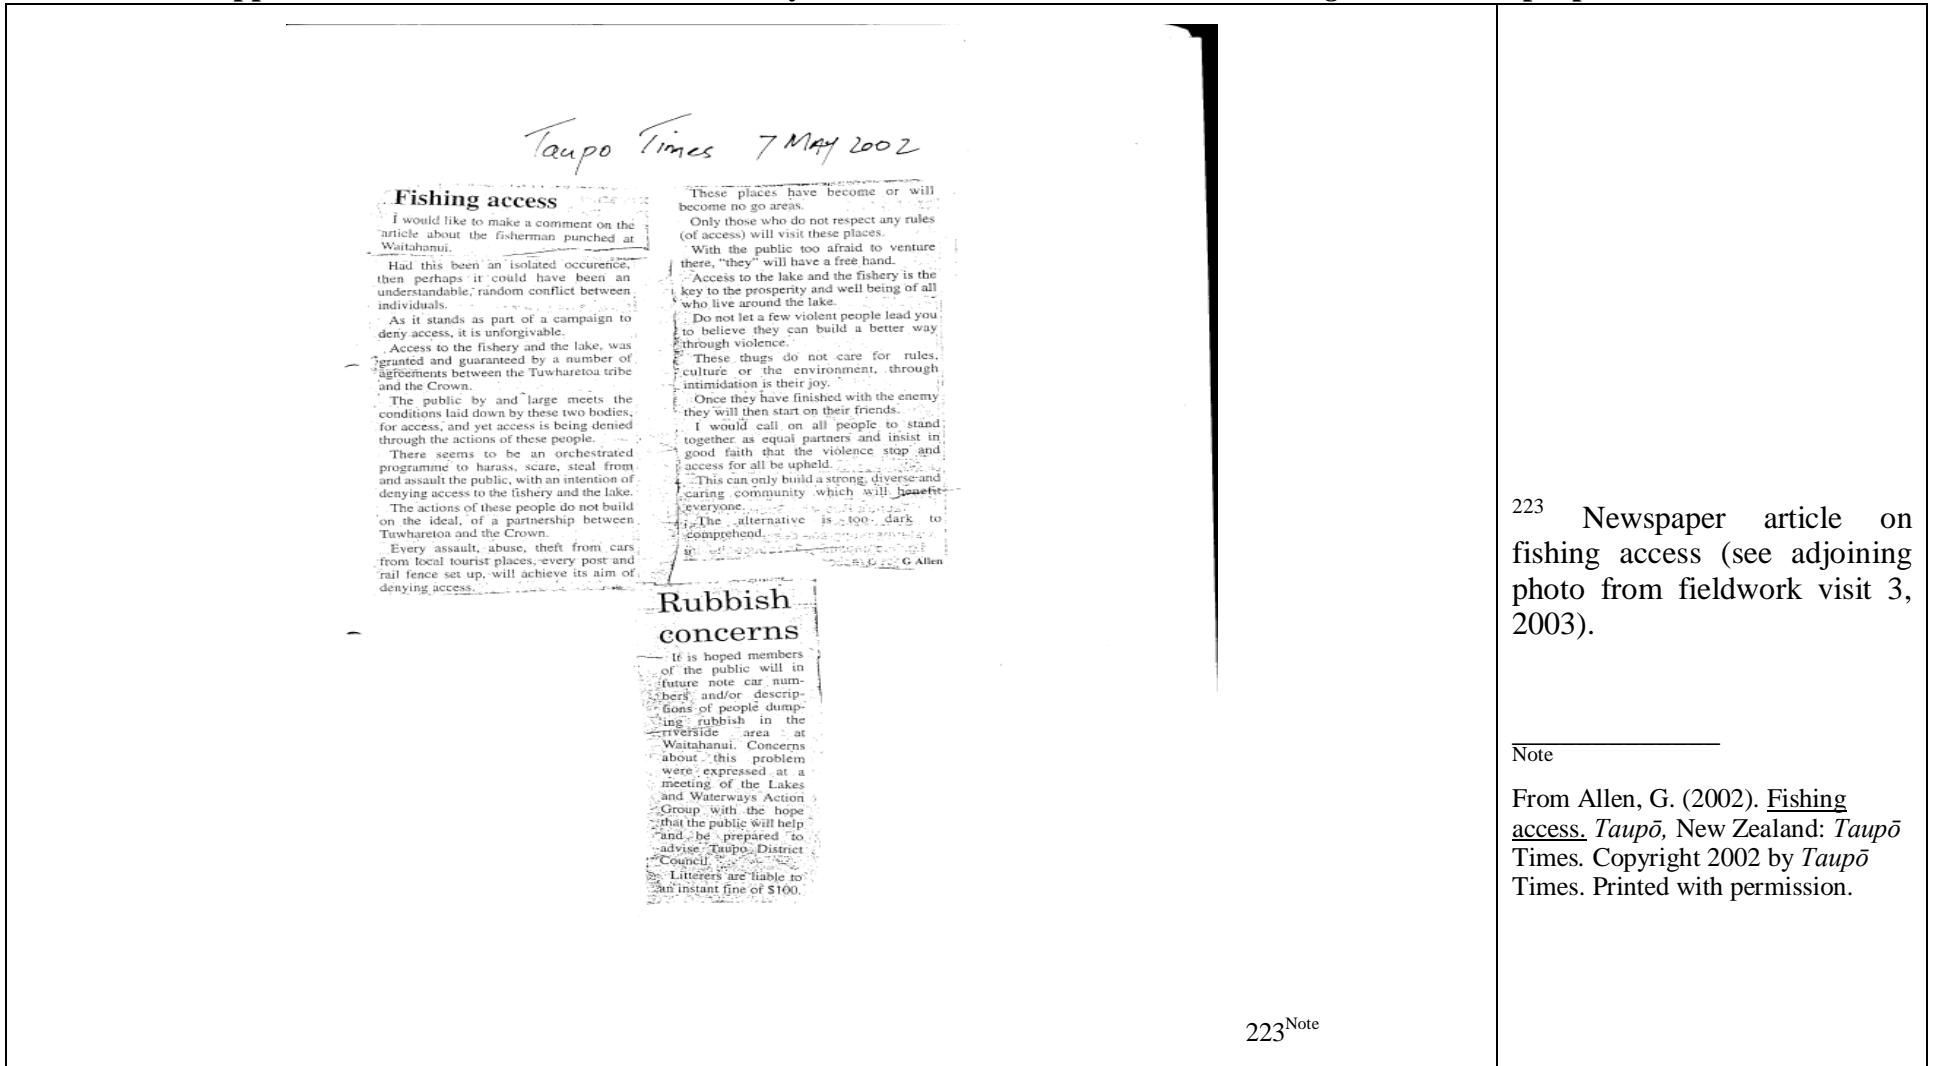 Taupo Times 7 MAY 2002
Fishing access
I would like to make a comment on the
article about the fisherman punched at
Waitahanui.
Had this been an isolated occurence,
then perhaps it could have been an
understandable, random conflict between
individuals.
As it stands as part of a campaign to
deny access, it is unforgivable.
Access to the fishery and the lake, was
granted and guaranteed by a number of
agreements between the Tuwharetoa tribe
and the Crown.
The public by and large meets the
conditions laid down by these two bodies,
for access, and yet access is being denied
through the actions of these people.
There seems to be an orchestrated
programme to harass, scare, steal from
and assault the public, with an intention of
denying access to the fishery and the lake.
The actions of these people do not build
on the ideal, of a partnership between
Tuwharetoa and the Crown.
Every assault, abuse, theft from cars
from local tourist places, every post and
rail fence set up, will achieve its aim of
denying access.
These places have become or will
become no go areas.
Only those who do not respect any rules
(of access) will visit these places.
With the public too afraid to venture
there, "they" will have a free hand.
Access to the lake and the fishery is the
key to the prosperity and well being of all
who live around the lake.
Do not let a few violent people lead you
to believe they can build a better way
through violence.
These thugs do not care for rules,
culture or the environment, through
intimidation is their joy.
Once they have finished with the enemy
they will then start on their friends.
I would call on all people to stand
together as equal partners and insist in
good faith that the violence stop and
access for all be upheld.
This can only build a strong, diverse and
caring community which will benefit
everyone.
The alternative is too dark to
comprehend.
G Allen
Rubbish
concerns
It is hoped members
of the public will in
future note car num-
bers and/or descrip-
tions of people dump-
ing rubbish in the
riverside area at
Waitahanui. Concerns
about this problem
were expressed at a
meeting of the Lakes
and Waterways Action
Group with the hope
that the public will help
and be prepared to
advise Taupo District
Council.
Litterers are liable to
an instant fine of $100.
223Note
223 Newspaper article on
fishing access (see adjoining
photo from fieldwork visit 3,
2003).
Note
From Allen, G. (2002). Fishing
access. Taupō, New Zealand: Taupō
Times. Copyright 2002 by Taupō
Times. Printed with permission.